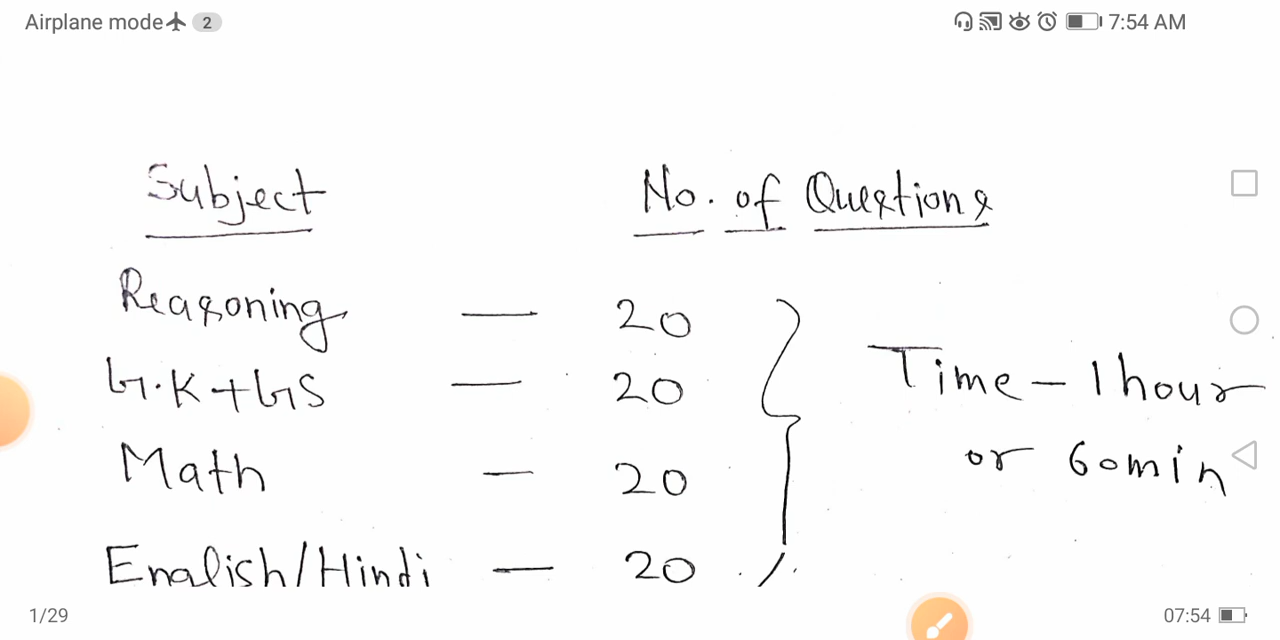 Airplane mode 2 7:54 AM
Subject No. of Questions
Reasoning — 20
G.K+GS — 20
Time - 1 hour
or 60 min
Math — 20
English/Hindi — 20
1/29 07:54